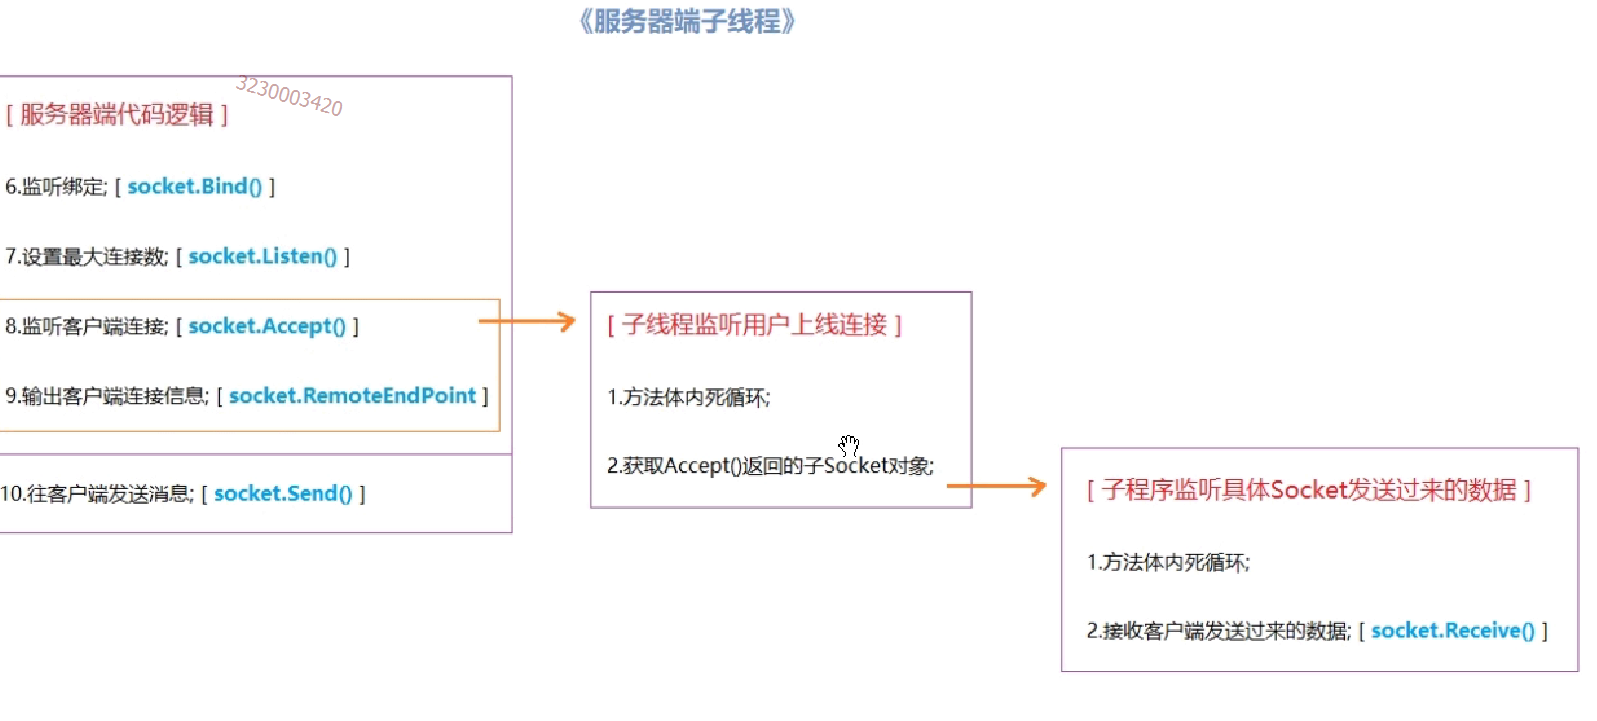 《服务器端子线程》
3230003420
[ 服务器端代码逻辑 ]
6.监听绑定; [ socket.Bind() ]
7.设置最大连接数; [ socket.Listen() ]
8.监听客户端连接; [ socket.Accept() ]
9.输出客户端连接信息; [ socket.RemoteEndPoint ]
10.往客户端发送消息; [ socket.Send() ]
[ 子线程监听用户上线连接 ]
1.方法体内死循环;
2.获取Accept()返回的子Socket对象;
[ 子程序监听具体Socket发送过来的数据 ]
1.方法体内死循环;
2.接收客户端发送过来的数据; [ socket.Receive() ]